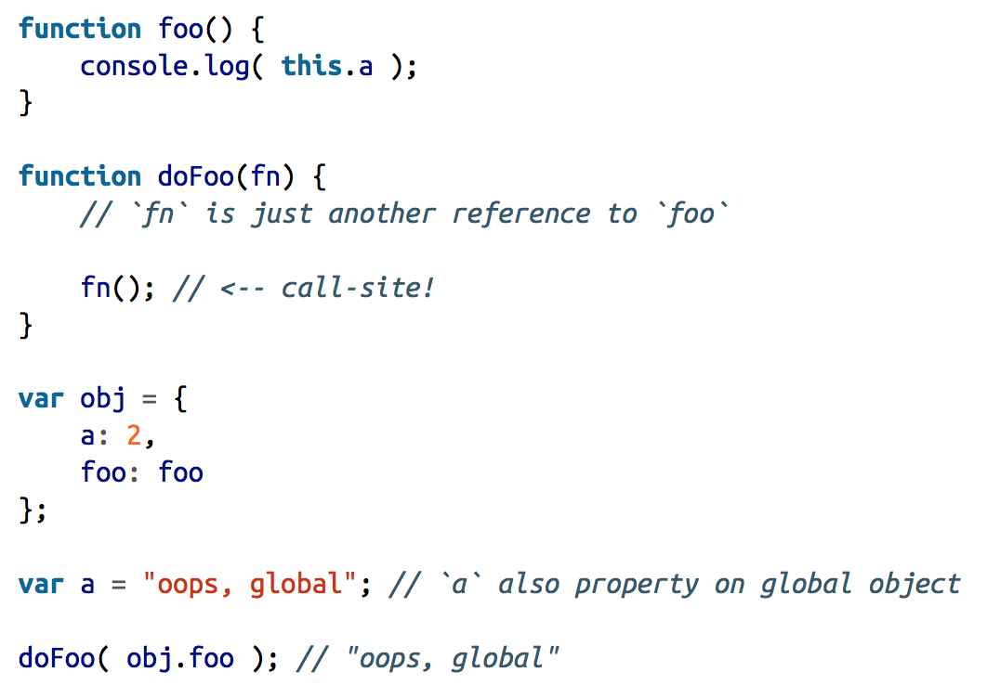 function foo() {
    console.log( this.a );
}

function doFoo(fn) {
    // `fn` is just another reference to `foo`

    fn(); // <-- call-site!
}

var obj = {
    a: 2,
    foo: foo
};

var a = "oops, global"; // `a` also property on global object

doFoo( obj.foo ); // "oops, global"